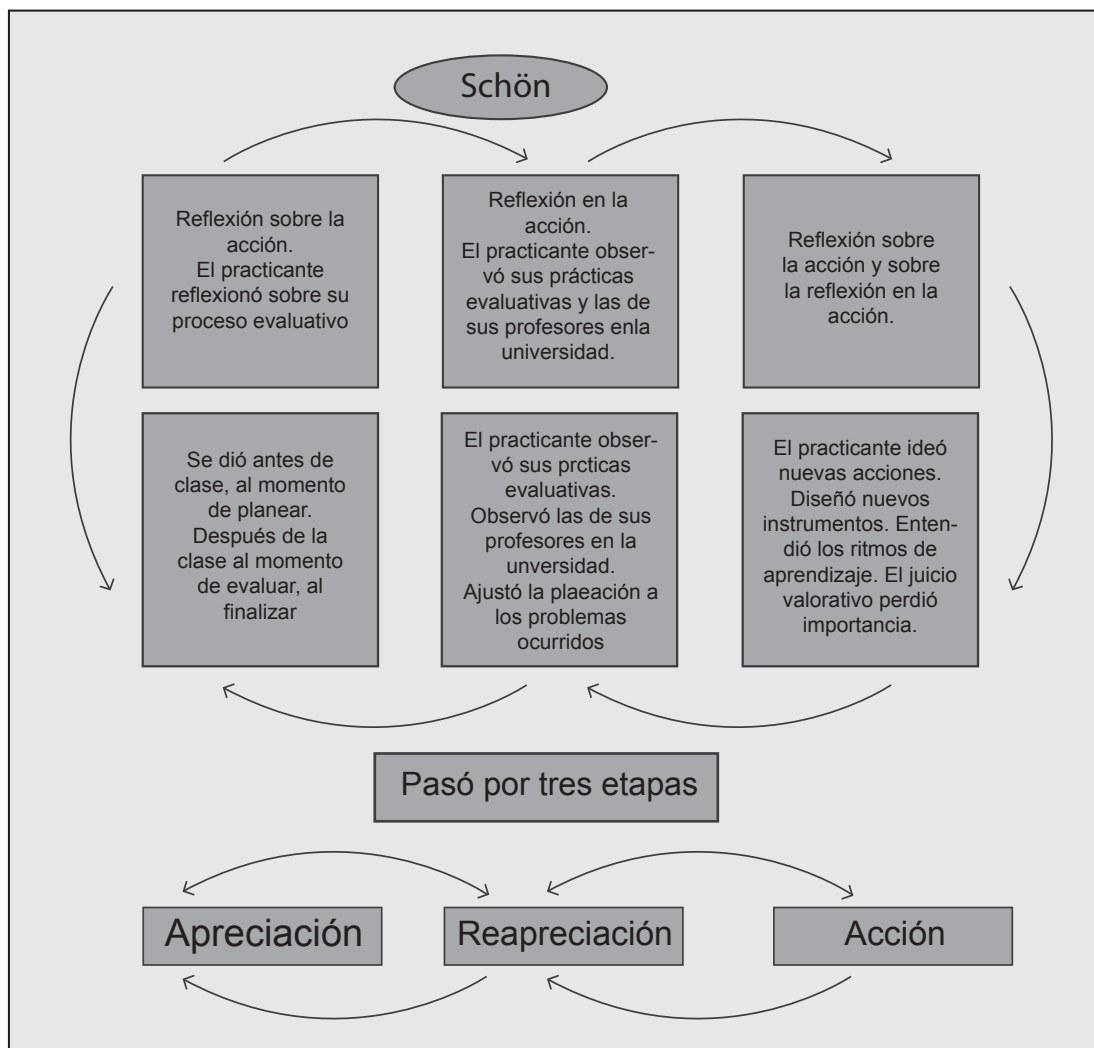 Schön
Reflexión sobre la
acción.
El practicante
reflexionó sobre su
proceso evaluativo
Reflexión en la
acción.
El practicante obser-
vó sus prácticas
evaluativas y las de
sus profesores enla
universidad.
Reflexión sobre
la acción y sobre
la reflexión en la
acción.
Se dió antes de
clase, al momento
de planear.
Después de la
clase al momento
de evaluar, al
finalizar
El practicante obser-
vó sus prcticas
evaluativas.
Observó las de sus
profesores en la
unversidad.
Ajustó la plaeación a
los problemas
ocurridos
El practicante ideó
nuevas acciones.
Diseñó nuevos
instrumentos. Enten-
dió los ritmos de
aprendizaje. El juicio
valorativo perdió
importancia.
Pasó por tres etapas
Apreciación
Reapreciación
Acción